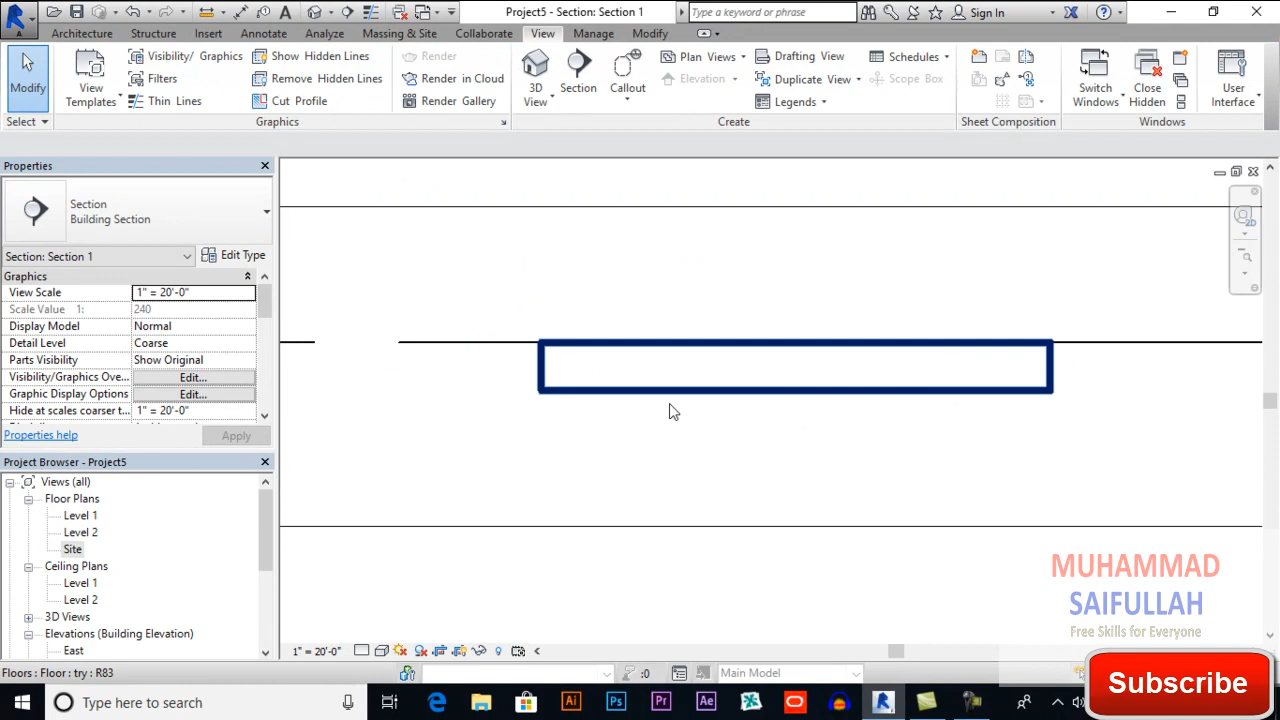 Project5 - Section: Section 1
Type a keyword or phrase
Sign In
Architecture Structure Insert Annotate Analyze Massing & Site Collaborate View Manage Modify
Modify
Select
View Templates
Visibility/ Graphics
Filters
Thin Lines
Show Hidden Lines
Remove Hidden Lines
Cut Profile
Render
Render in Cloud
Render Gallery
Graphics
3D View
Section
Callout
Plan Views
Elevation
Drafting View
Duplicate View
Legends
Schedules
Scope Box
Create
Sheet Composition
Switch Windows
Close Hidden
User Interface
Windows
Properties
Section
Building Section
Section: Section 1
Edit Type
Graphics
View Scale 1" = 20'-0"
Scale Value 1: 240
Display Model Normal
Detail Level Coarse
Parts Visibility Show Original
Visibility/Graphics Ove... Edit...
Graphic Display Options Edit...
Hide at scales coarser t... 1" = 20'-0"
Properties help
Apply
Project Browser - Project5
Views (all)
Floor Plans
Level 1
Level 2
Site
Ceiling Plans
Level 1
Level 2
3D Views
Elevations (Building Elevation)
East
2D
1" = 20'-0"
Floors : Floor : try : R83
:0
Main Model
MUHAMMAD
SAIFULLAH
Free Skills for Everyone
Subscribe
Type here to search
Ai
Ps
Pr
Ae